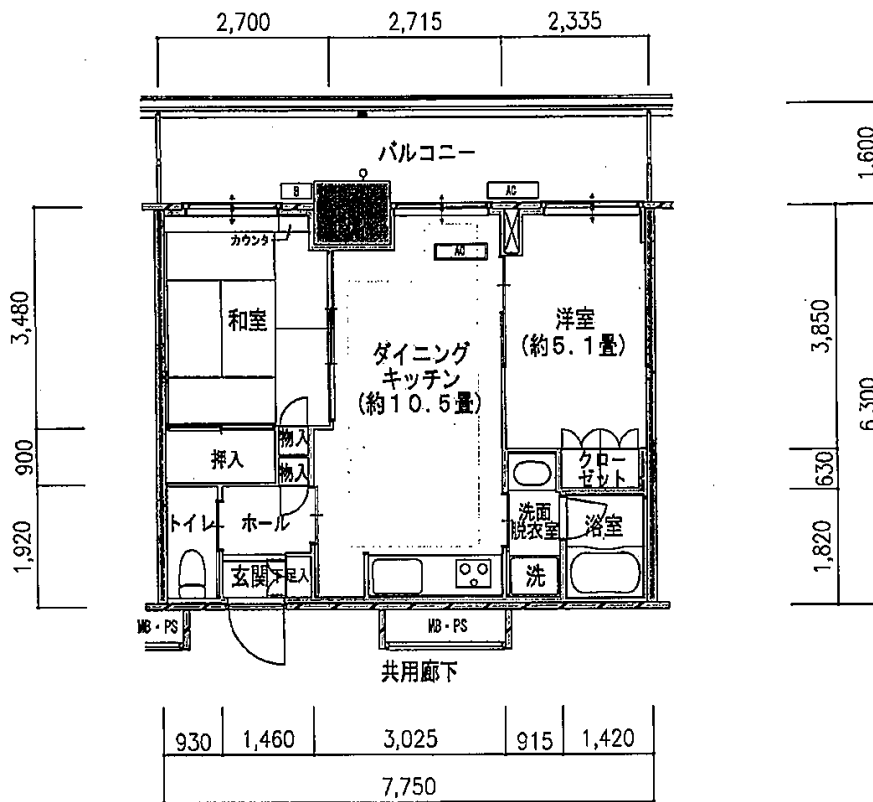 2,700 2,715 2,335
バルコニー
1,600
B
AC
カウンタ
AC
3,480
和室
洋室
(約5.1畳)
3,850
ダイニング
キッチン
(約10.5畳)
6,300
900
押入
物入
物入
クロー
ゼット
630
1,920
トイレ
ホール
洗面
脱衣室
浴室
1,820
玄関
下足入
洗
MB・PS
MB・PS
共用廊下
930 1,460 3,025 915 1,420
7,750